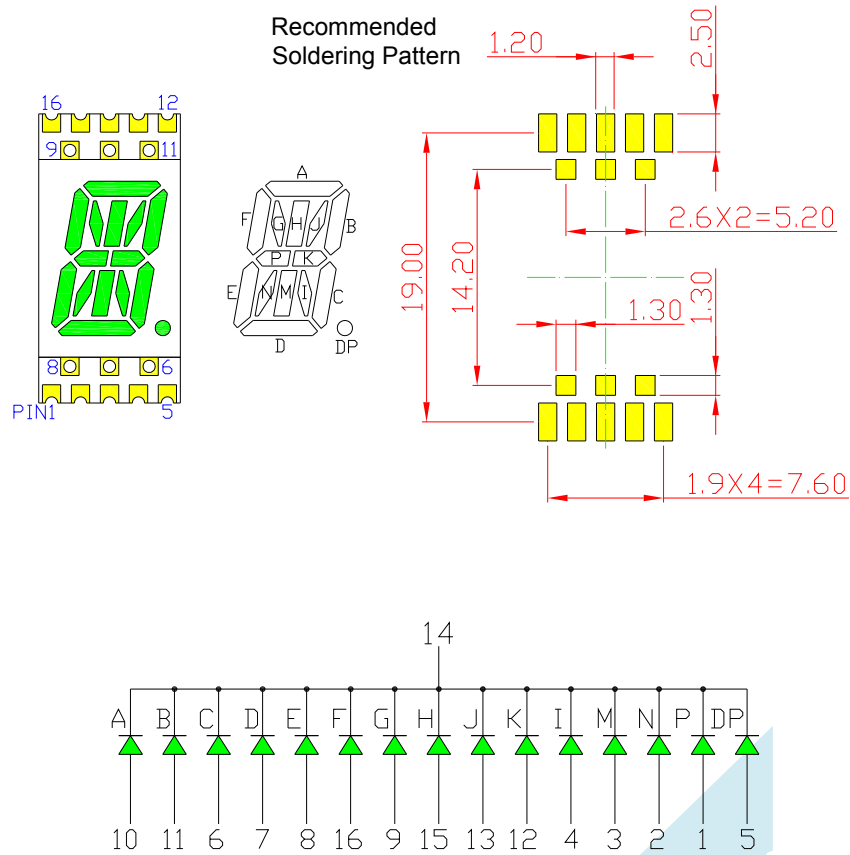 Recommended
Soldering Pattern
16 12
9 11
8 6
PIN1 5
A
F G H J B
P K
E N M I C
D DP
1.20
2.50
2.6X2=5.20
19.00
14.20
1.30
1.30
1.9X4=7.60
14
A B C D E F G H J K I M N P DP
10 11 6 7 8 16 9 15 13 12 4 3 2 1 5